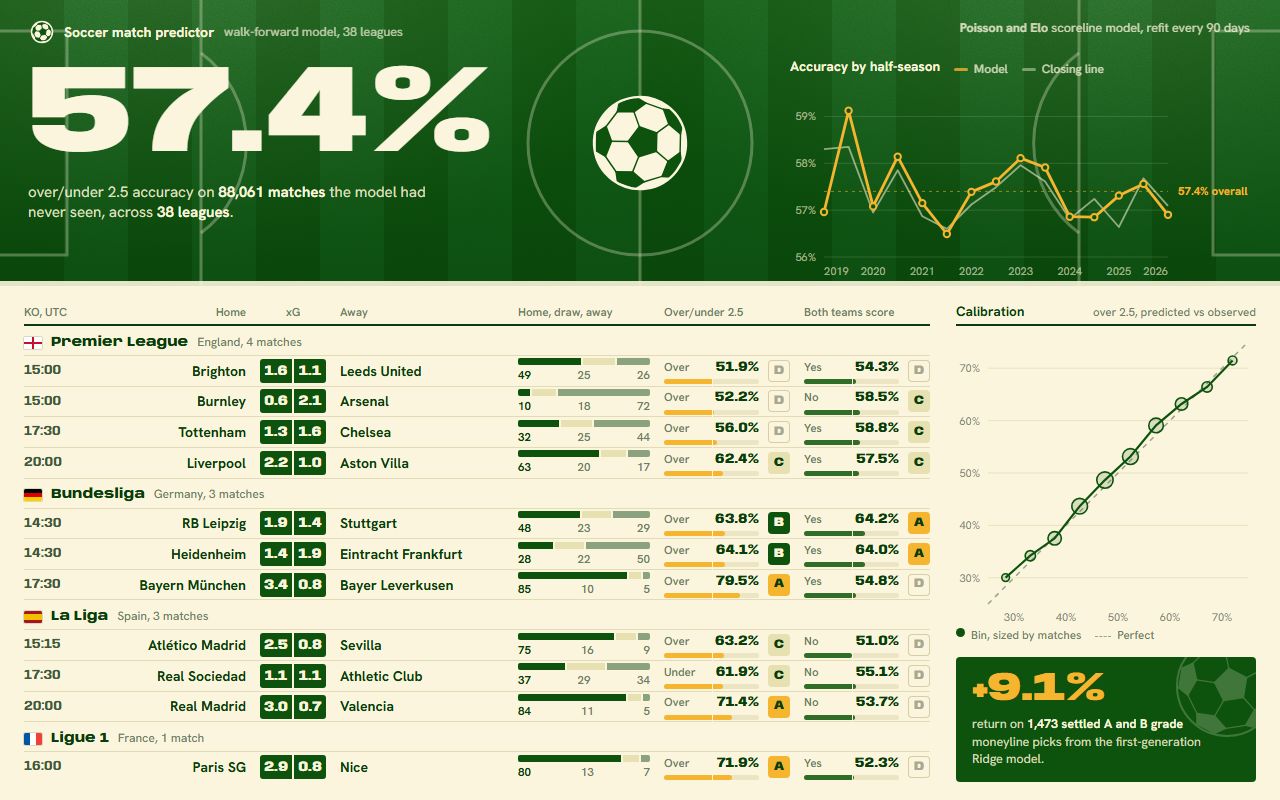 Soccer match predictor walk-forward model, 38 leagues
Poisson and Elo scoreline model, refit every 90 days
57.4%
over/under 2.5 accuracy on 88,061 matches the model had
never seen, across 38 leagues.
Accuracy by half-season Model Closing line
59%
58%
57%
56%
57.4% overall
2019 2020 2021 2022 2023 2024 2025 2026
KO, UTC Home xG Away Home, draw, away Over/under 2.5 Both teams score
Premier League England, 4 matches
15:00 Brighton 1.6 1.1 Leeds United 49 25 26 Over 51.9% D Yes 54.3% D
15:00 Burnley 0.6 2.1 Arsenal 10 18 72 Over 52.2% D No 58.5% C
17:30 Tottenham 1.3 1.6 Chelsea 32 25 44 Over 56.0% D Yes 58.8% C
20:00 Liverpool 2.2 1.0 Aston Villa 63 20 17 Over 62.4% C Yes 57.5% C
Bundesliga Germany, 3 matches
14:30 RB Leipzig 1.9 1.4 Stuttgart 48 23 29 Over 63.8% B Yes 64.2% A
14:30 Heidenheim 1.4 1.9 Eintracht Frankfurt 28 22 50 Over 64.1% B Yes 64.0% A
17:30 Bayern München 3.4 0.8 Bayer Leverkusen 85 10 5 Over 79.5% A Yes 54.8% D
La Liga Spain, 3 matches
15:15 Atlético Madrid 2.5 0.8 Sevilla 75 16 9 Over 63.2% C No 51.0% D
17:30 Real Sociedad 1.1 1.1 Athletic Club 37 29 34 Under 61.9% C No 55.1% D
20:00 Real Madrid 3.0 0.7 Valencia 84 11 5 Over 71.4% A No 53.7% D
Ligue 1 France, 1 match
16:00 Paris SG 2.9 0.8 Nice 80 13 7 Over 71.9% A Yes 52.3% D
Calibration over 2.5, predicted vs observed
70%
60%
50%
40%
30%
30% 40% 50% 60% 70%
Bin, sized by matches Perfect
+9.1%
return on 1,473 settled A and B grade
moneyline picks from the first-generation
Ridge model.